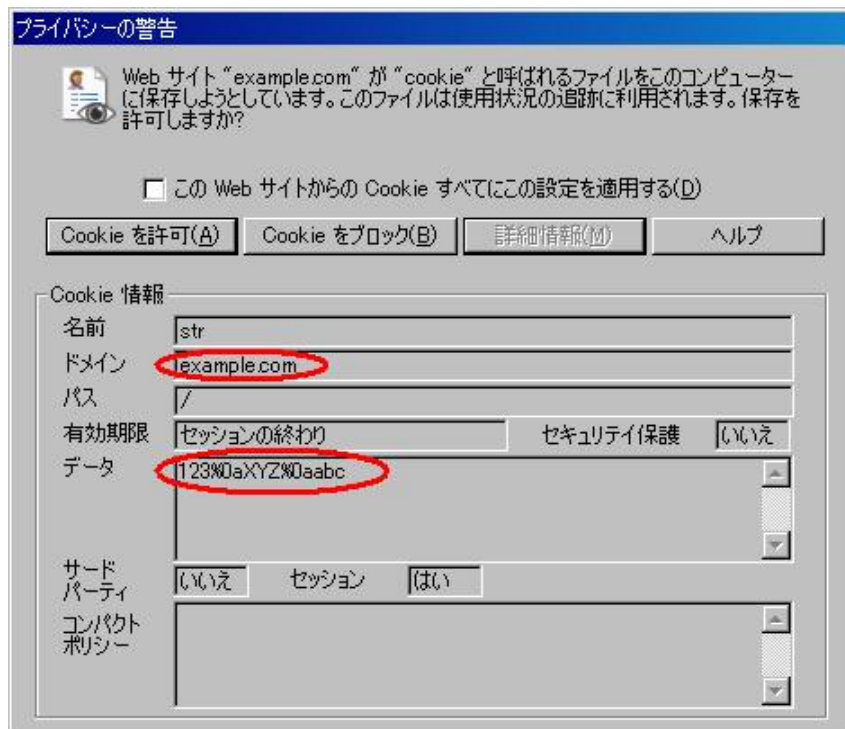 プライバシーの警告
Web サイト “example.com” が “cookie” と呼ばれるファイルをこのコンピューター
に保存しようとしています。このファイルは使用状況の追跡に利用されます。保存を
許可しますか?
この Web サイトからの Cookie すべてにこの設定を適用する(D)
Cookie を許可(A) Cookie をブロック(B) 詳細情報(M) ヘルプ
Cookie 情報
名前 str
ドメイン example.com
パス /
有効期限 セッションの終わり セキュリテイ保護 いいえ
データ 123%0aXYZ%0aabc
サード
パーティ いいえ セッション はい
コンパクト
ポリシー